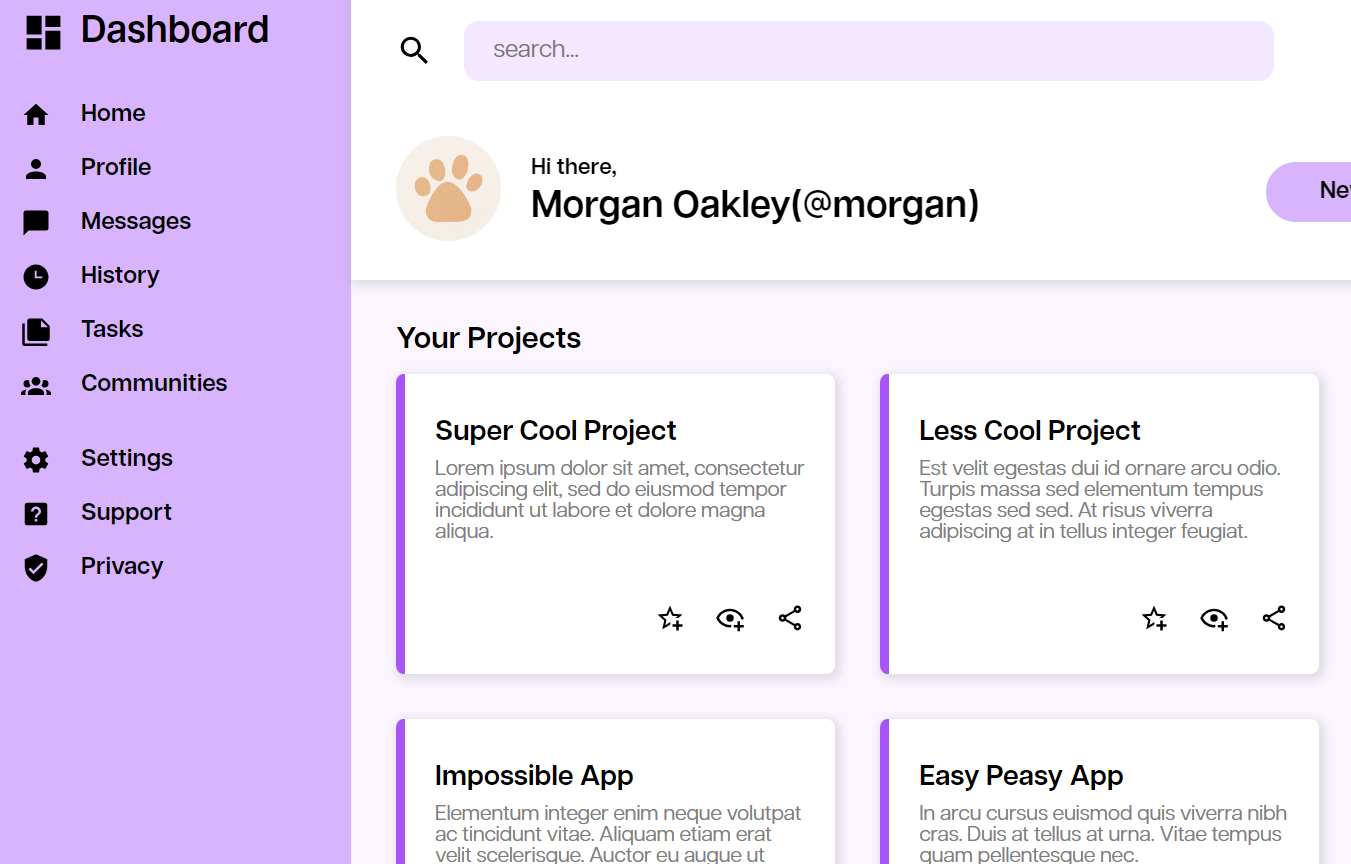 Dashboard
Home
Profile
Messages
History
Tasks
Communities
Settings
Support
Privacy
search...
Hi there,
Morgan Oakley(@morgan)
Your Projects
Super Cool Project
Lorem ipsum dolor sit amet, consectetur
adipiscing elit, sed do eiusmod tempor
incididunt ut labore et dolore magna
aliqua.
Less Cool Project
Est velit egestas dui id ornare arcu odio.
Turpis massa sed elementum tempus
egestas sed sed. At risus viverra
adipiscing at in tellus integer feugiat.
Impossible App
Elementum integer enim neque volutpat
ac tincidunt vitae. Aliquam etiam erat
velit scelerisque. Auctor eu augue ut
Easy Peasy App
In arcu cursus euismod quis viverra nibh
cras. Duis at tellus at urna. Vitae tempus
quam pellentesque nec.